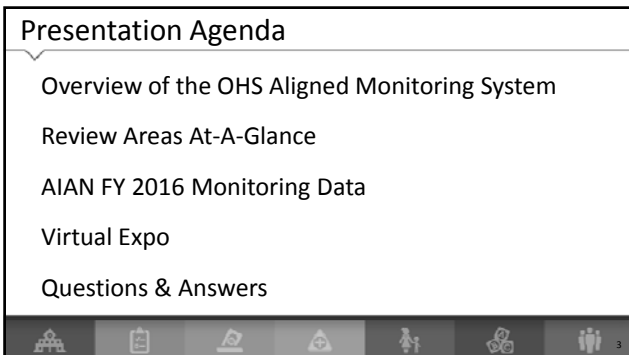 Presentation Agenda
Overview of the OHS Aligned Monitoring System
Review Areas At-A-Glance
AIAN FY 2016 Monitoring Data
Virtual Expo
Questions & Answers
3